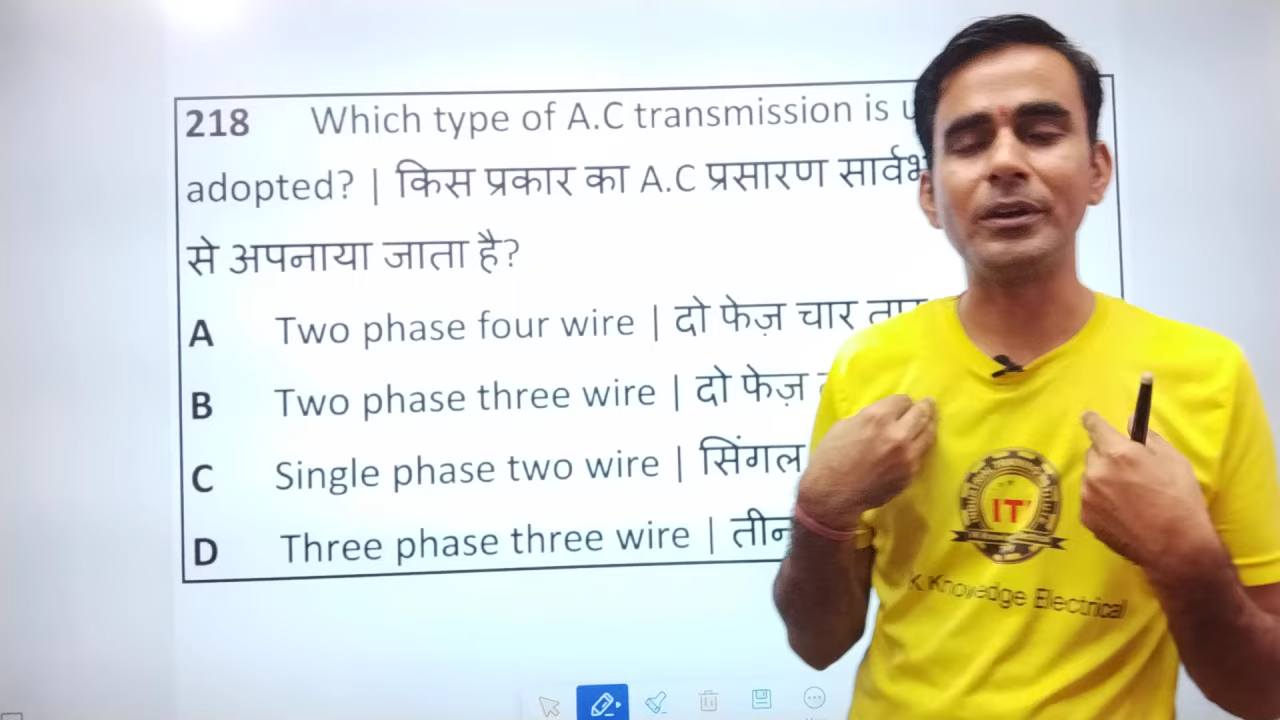 218 Which type of A.C transmission is
adopted? | किस प्रकार का A.C प्रसारण
से अपनाया जाता है?
A Two phase four wire | दो फेज़ चार
B Two phase three wire | दो फेज़
C Single phase two wire | सिंगल
D Three phase three wire |
IT
Knowledge Electrical